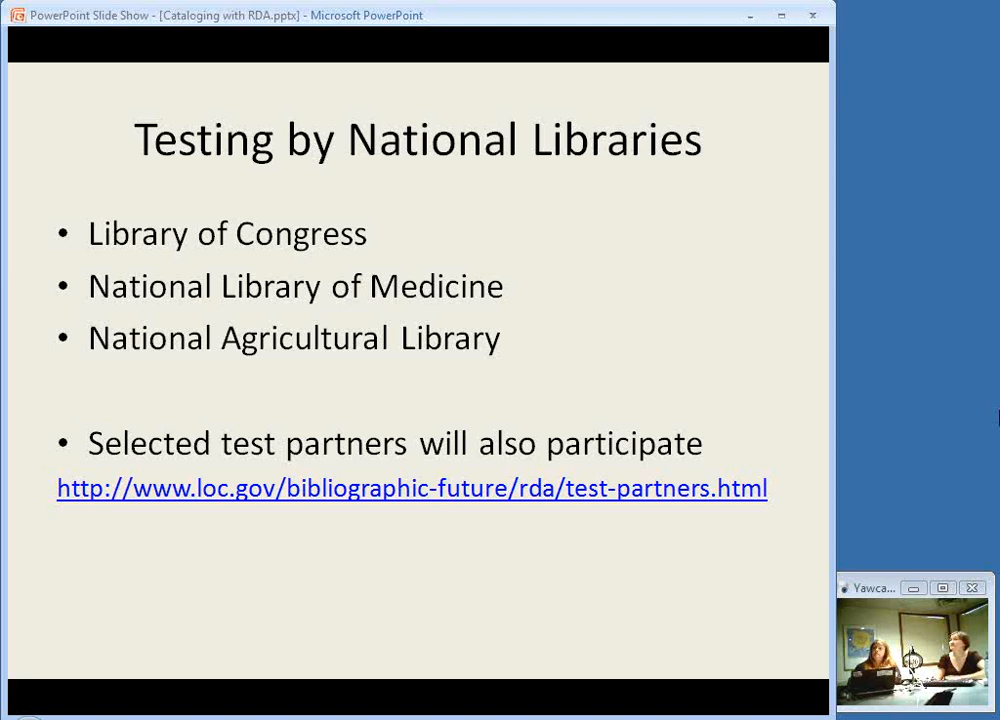 PowerPoint Slide Show - [Cataloging with RDA.pptx] - Microsoft PowerPoint
Testing by National Libraries
• Library of Congress
• National Library of Medicine
• National Agricultural Library
• Selected test partners will also participate
http://www.loc.gov/bibliographic-future/rda/test-partners.html
Yawca...